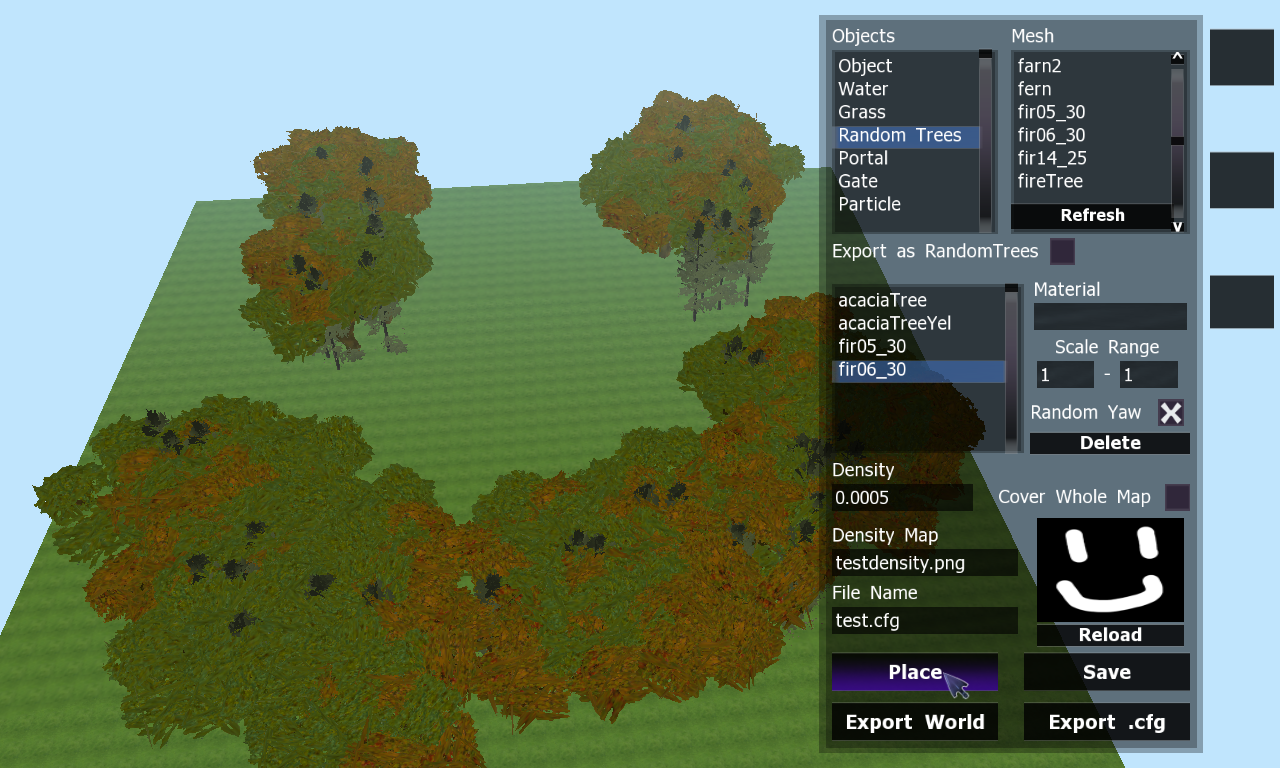 Objects
Mesh
Object
Water
Grass
Random Trees
Portal
Gate
Particle
farn2
fern
fir05_30
fir06_30
fir14_25
fireTree
Refresh
Export as RandomTrees
acaciaTree
acaciaTreeYel
fir05_30
fir06_30
Material
Scale Range
1 - 1
Random Yaw
Delete
Density
0.0005
Cover Whole Map
Density Map
testdensity.png
File Name
test.cfg
Reload
Place
Save
Export World
Export .cfg